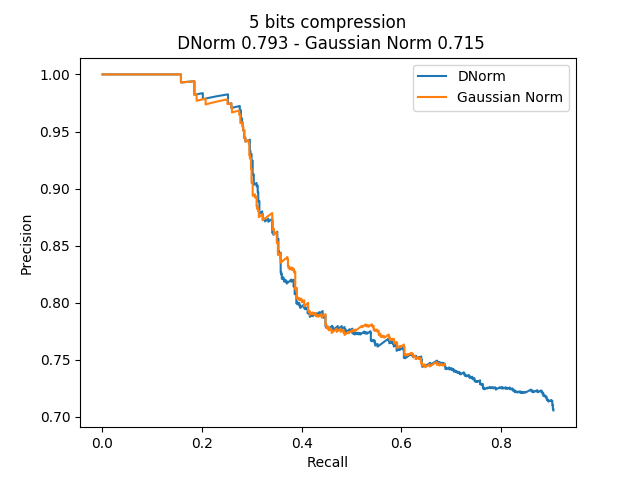 5 bits compression
DNorm 0.793 - Gaussian Norm 0.715
1.00
0.95
0.90
0.85
0.80
0.75
0.70
Precision
DNorm
Gaussian Norm
0.0 0.2 0.4 0.6 0.8
Recall